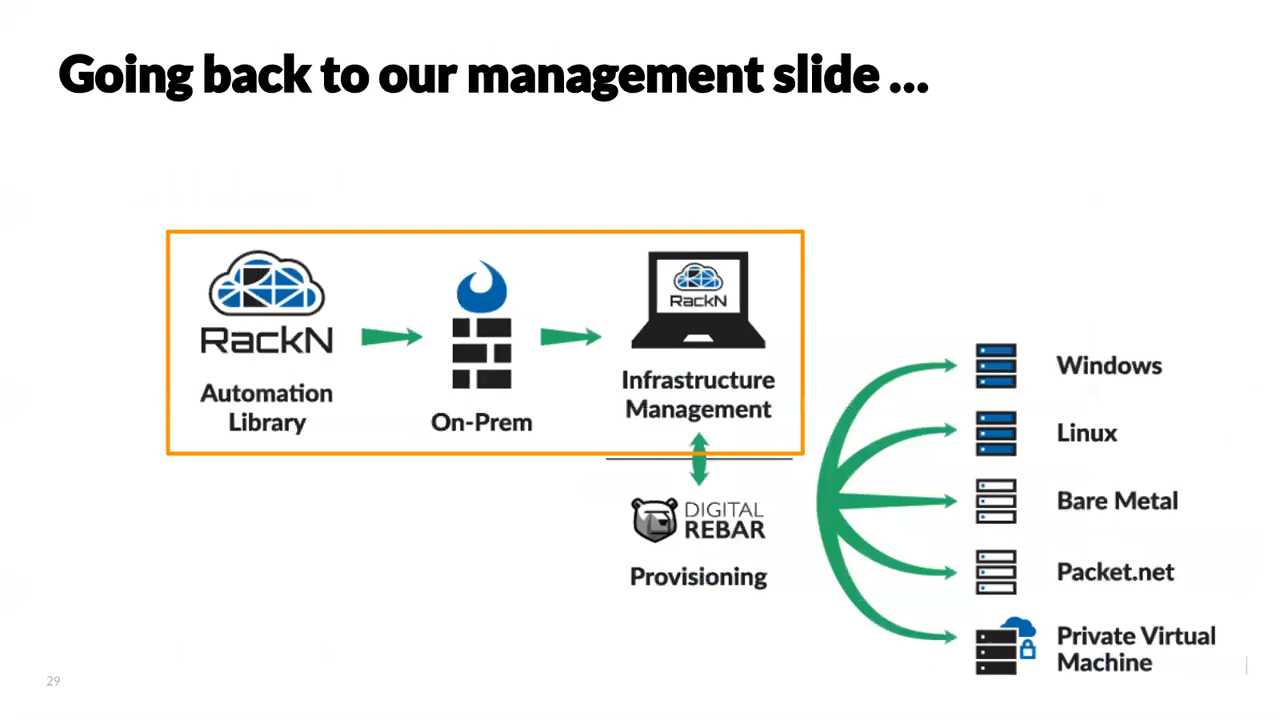 Going back to our management slide ...
RackN
Automation
Library
On-Prem
RackN
Infrastructure
Management
DIGITAL
REBAR
Provisioning
Windows
Linux
Bare Metal
Packet.net
Private Virtual
Machine
29